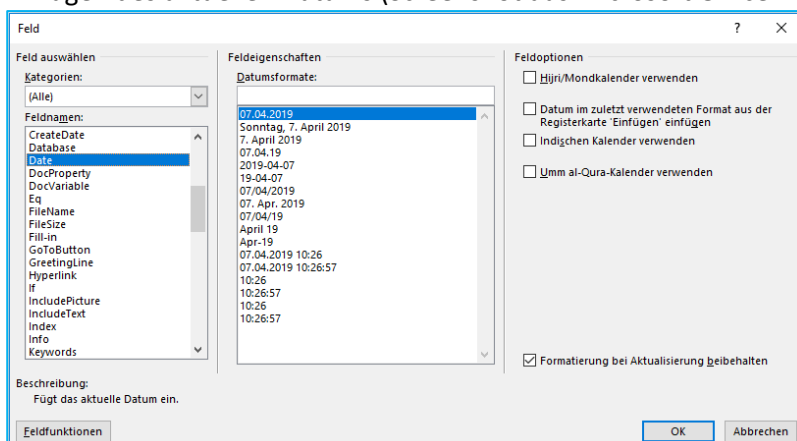 Feld
?
Feld auswählen
Kategorien:
(Alle)
Feldnamen:
CreateDate
Database
Date
DocProperty
DocVariable
Eq
FileName
FileSize
Fill-in
GoToButton
GreetingLine
Hyperlink
If
IncludePicture
IncludeText
Index
Info
Keywords
Feldeigenschaften
Datumsformate:
07.04.2019
Sonntag, 7. April 2019
7. April 2019
07.04.19
2019-04-07
19-04-07
07/04/2019
07. Apr. 2019
07/04/19
April 19
Apr-19
07.04.2019 10:26
07.04.2019 10:26:57
10:26
10:26:57
10:26
10:26:57
Feldoptionen
Hijri/Mondkalender verwenden
Datum im zuletzt verwendeten Format aus der
Registerkarte 'Einfügen' einfügen
Indischen Kalender verwenden
Umm al-Qura-Kalender verwenden
Formatierung bei Aktualisierung beibehalten
Beschreibung:
Fügt das aktuelle Datum ein.
Feldfunktionen
OK
Abbrechen